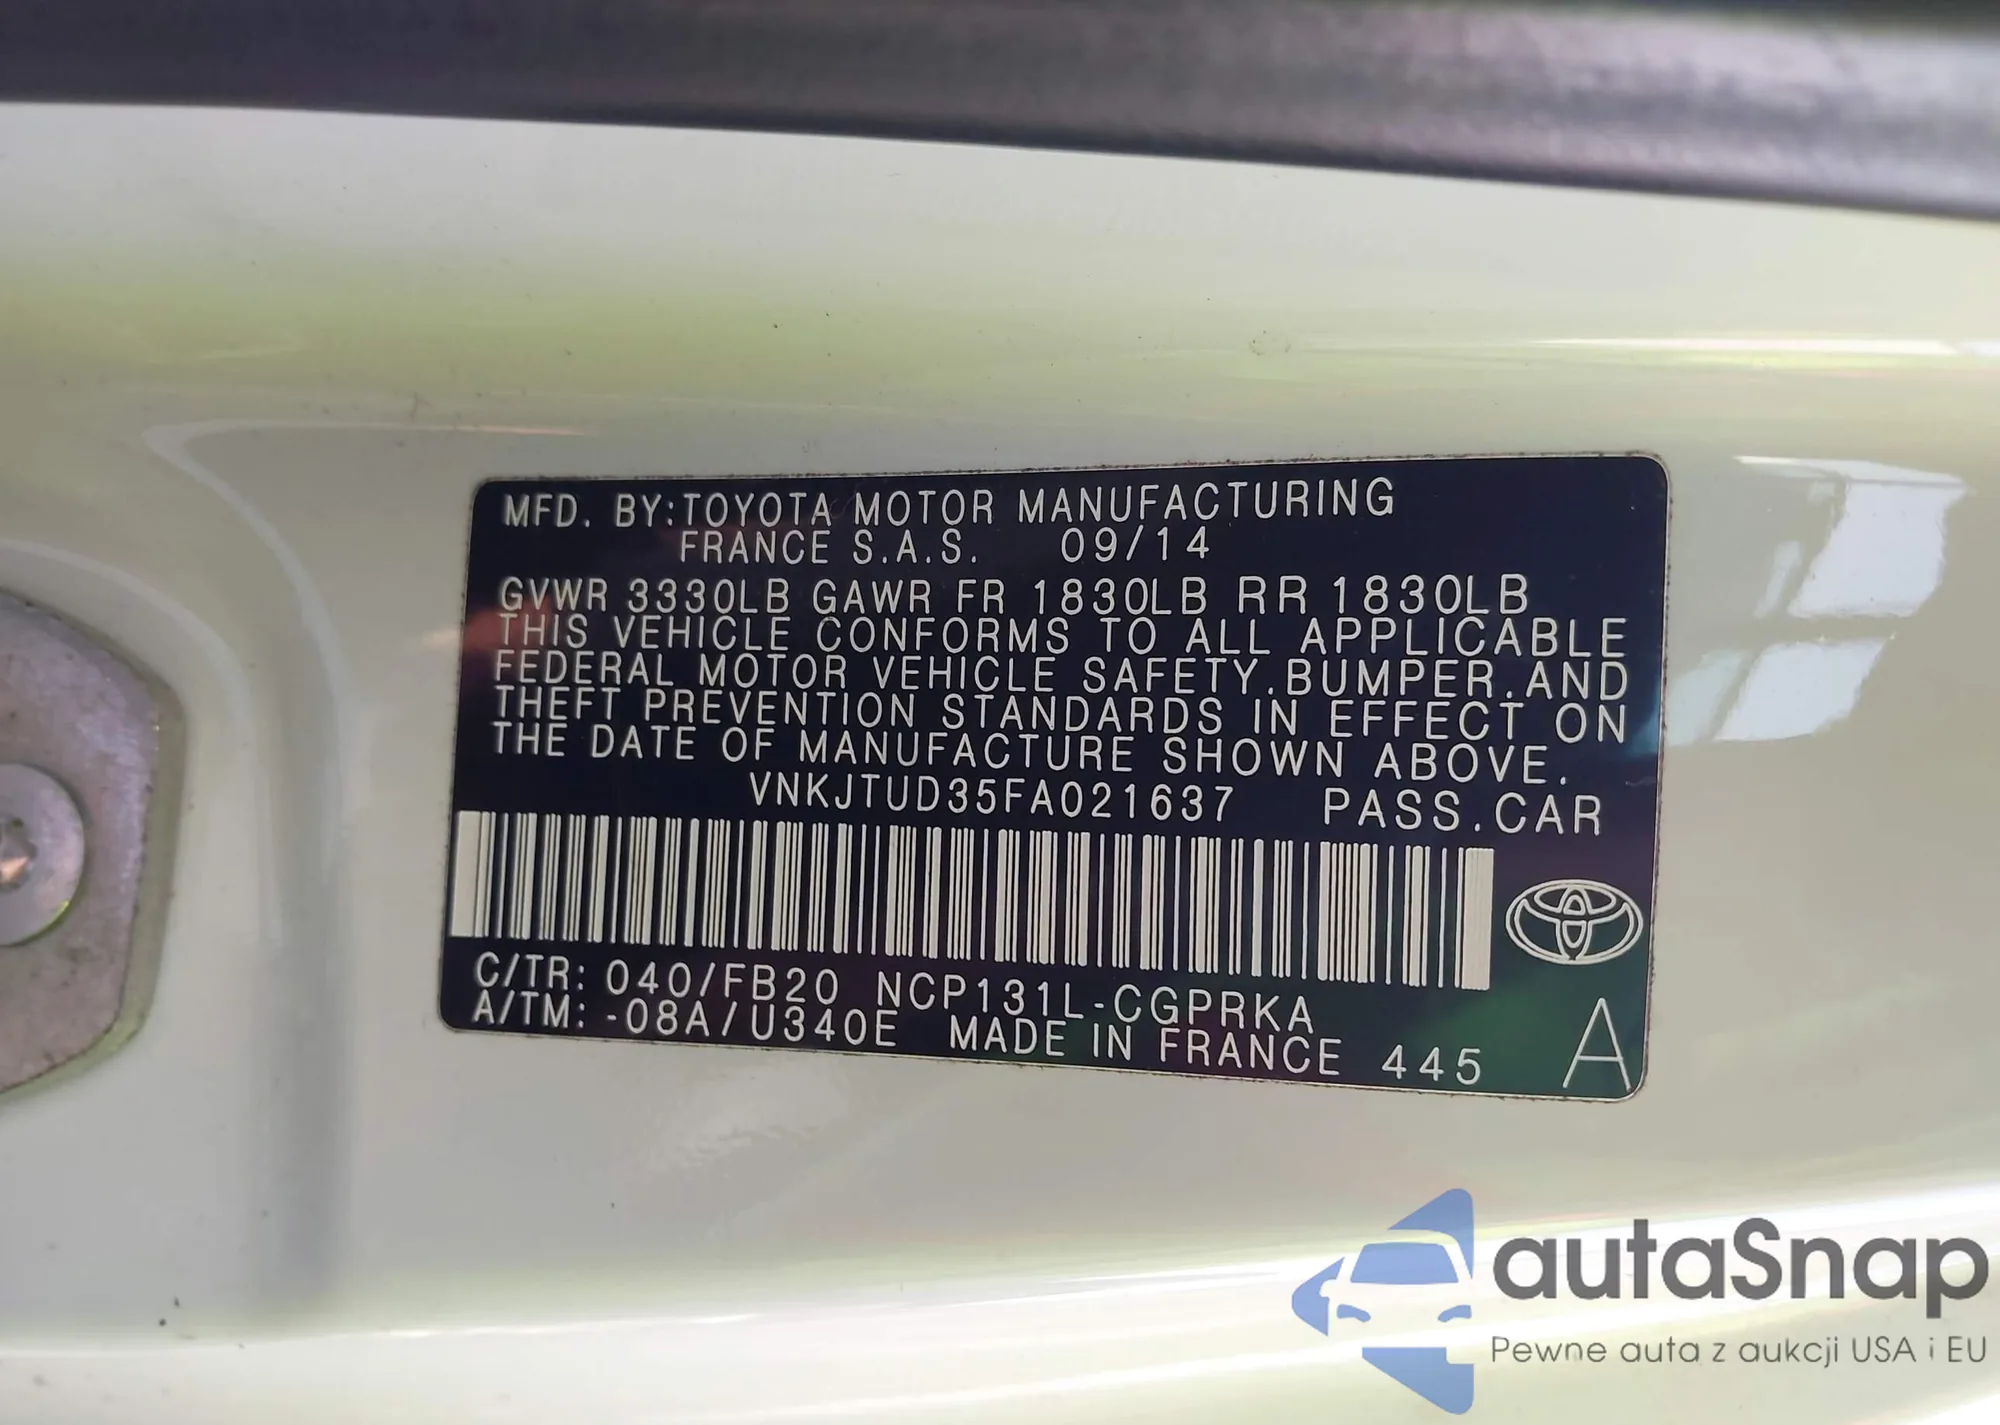 MFD. BY:TOYOTA MOTOR MANUFACTURING
FRANCE S.A.S. 09/14
GVWR 3330LB GAWR FR 1830LB RR 1830LB
THIS VEHICLE CONFORMS TO ALL APPLICABLE
FEDERAL MOTOR VEHICLE SAFETY,BUMPER,AND
THEFT PREVENTION STANDARDS IN EFFECT ON
THE DATE OF MANUFACTURE SHOWN ABOVE.
VNKJTUD35FA021637 PASS.CAR
C/TR: 040/FB20 NCP131L-CGPRKA
A/TM: -08A/U340E MADE IN FRANCE 445 A
autaSnap
Pewne auta z aukcji USA i EU